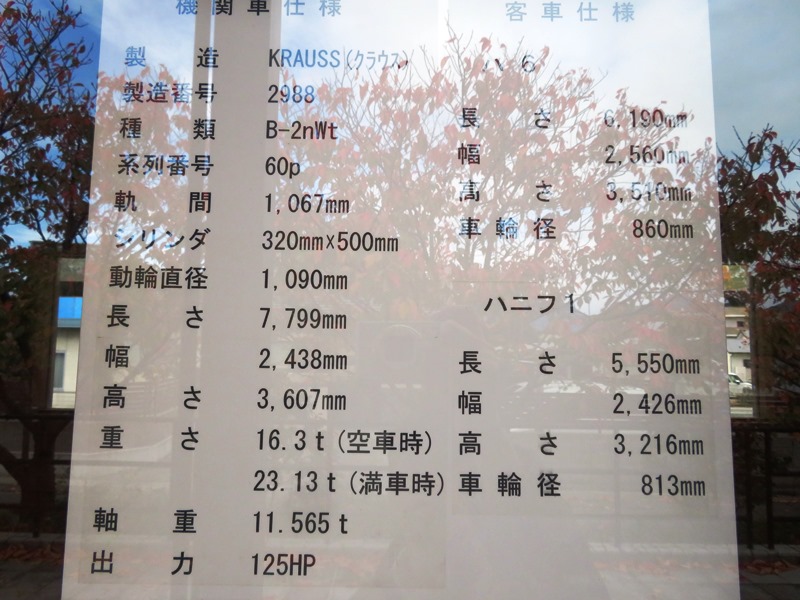 機関車仕様
製造 KRAUSS(クラウス)
製造番号 2988
種類 B-2nWt
系列番号 60p
軌間 1,067mm
シリンダ 320mm×500mm
動輪直径 1,090mm
長さ 7,799mm
幅 2,438mm
高さ 3,607mm
重さ 16.3t(空車時)
23.13t(満車時)
軸重 11.565t
出力 125HP
客車仕様
ハ6
長さ 6,190mm
幅 2,560mm
高さ 3,510mm
車輪径 860mm
ハニフ1
長さ 5,550mm
幅 2,426mm
高さ 3,216mm
車輪径 813mm